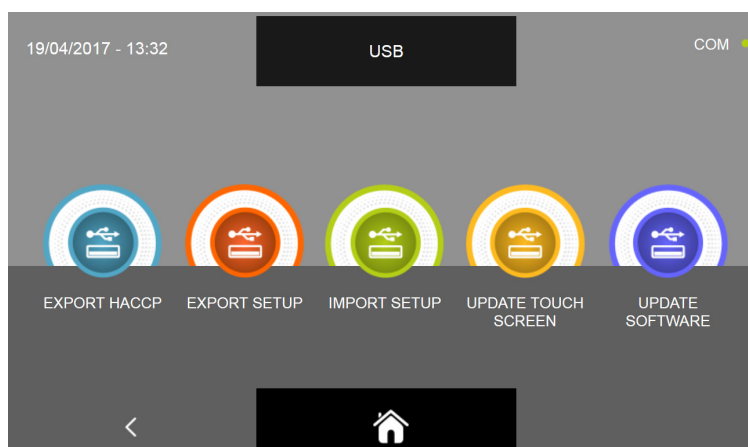 19/04/2017 - 13:32
USB
COM
EXPORT HACCP
EXPORT SETUP
IMPORT SETUP
UPDATE TOUCH
SCREEN
UPDATE
SOFTWARE